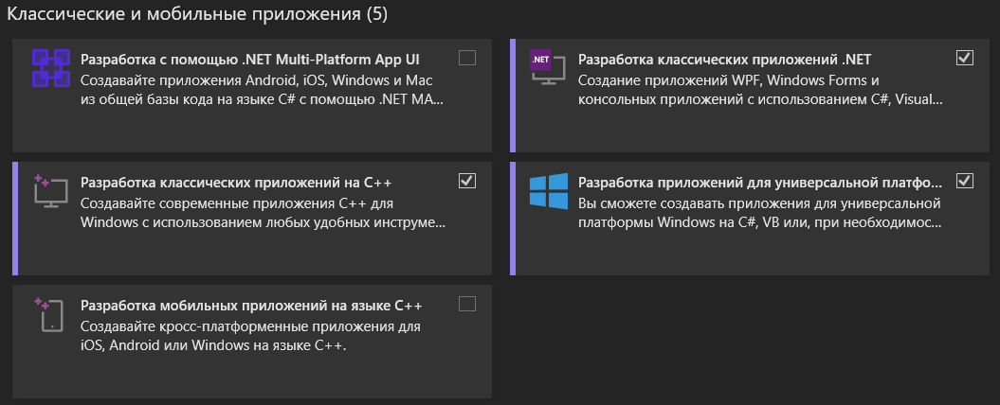 Классические и мобильные приложения (5)
Разработка с помощью .NET Multi-Platform App UI
Создавайте приложения Android, iOS, Windows и Mac
из общей базы кода на языке C# с помощью .NET MA...
.NET
Разработка классических приложений .NET
Создание приложений WPF, Windows Forms и
консольных приложений с использованием C#, Visual...
Разработка классических приложений на C++
Создавайте современные приложения C++ для
Windows с использованием любых удобных инструме...
Разработка приложений для универсальной платфо...
Вы сможете создавать приложения для универсальной
платформы Windows на C#, VB или, при необходимос...
Разработка мобильных приложений на языке C++
Создавайте кросс-платформенные приложения для
iOS, Android или Windows на языке C++.